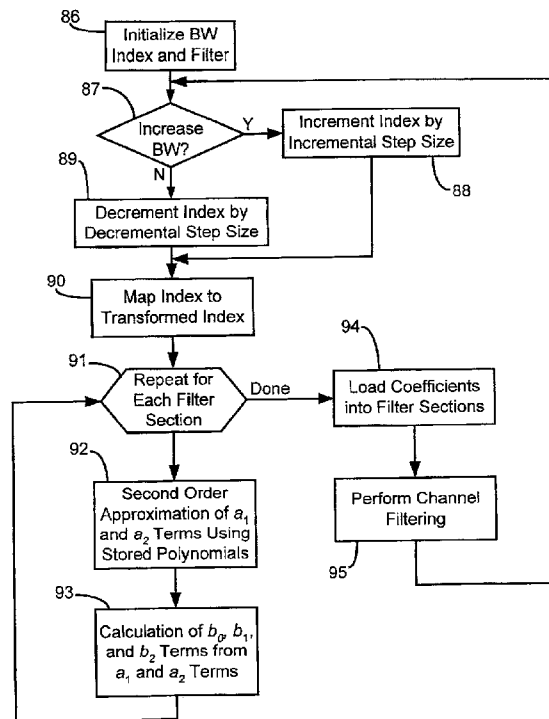 86
Initialize BW
Index and Filter
87
Increase
BW?
Y
N
Increment Index by
Incremental Step Size
88
89
Decrement Index by
Decremental Step Size
90
Map Index to
Transformed Index
91
Repeat for
Each Filter
Section
Done
94
Load Coefficients
into Filter Sections
92
Second Order
Approximation of a₁
and a₂ Terms Using
Stored Polynomials
Perform Channel
Filtering
95
93
Calculation of b₀, b₁,
and b₂ Terms from
a₁ and a₂ Terms